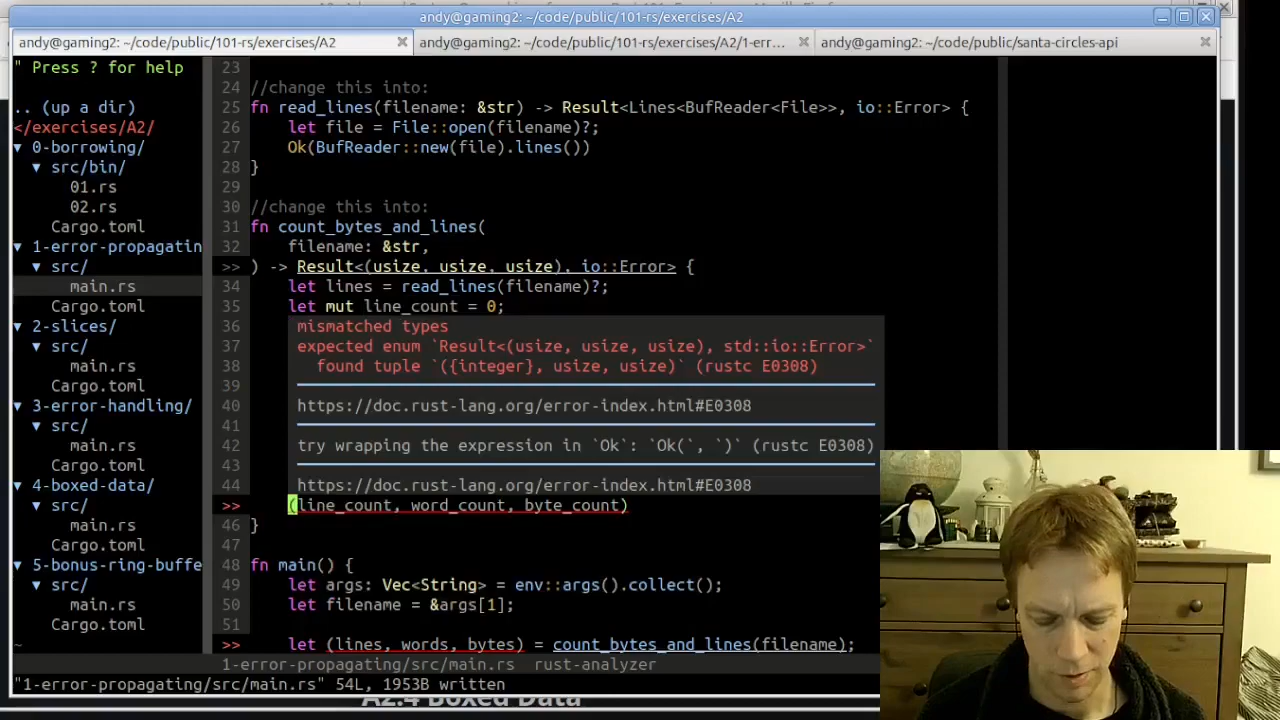 andy@gaming2: ~/code/public/101-rs/exercises/A2
andy@gaming2: ~/code/public/101-rs/exercises/A2
andy@gaming2: ~/code/public/101-rs/exercises/A2/1-err...
andy@gaming2: ~/code/public/santa-circles-api
" Press ? for help
.. (up a dir)
</exercises/A2/
▼ 0-borrowing/
▼ src/bin/
01.rs
02.rs
Cargo.toml
▼ 1-error-propagatin
▼ src/
main.rs
Cargo.toml
▼ 2-slices/
▼ src/
main.rs
Cargo.toml
▼ 3-error-handling/
▼ src/
main.rs
Cargo.toml
▼ 4-boxed-data/
▼ src/
main.rs
Cargo.toml
▼ 5-bonus-ring-buffe
▼ src/
main.rs
Cargo.toml
~
23
24 //change this into:
25 fn read_lines(filename: &str) -> Result<Lines<BufReader<File>>, io::Error> {
26 let file = File::open(filename)?;
27 Ok(BufReader::new(file).lines())
28 }
29
30 //change this into:
31 fn count_bytes_and_lines(
32 filename: &str,
>> ) -> Result<(usize, usize, usize), io::Error> {
34 let lines = read_lines(filename)?;
35 let mut line_count = 0;
36 mismatched types
37 expected enum `Result<(usize, usize, usize), std::io::Error>`
38 found tuple `({integer}, usize, usize)` (rustc E0308)
39
40 https://doc.rust-lang.org/error-index.html#E0308
41
42 try wrapping the expression in `Ok`: `Ok(`, `)` (rustc E0308)
43
44 https://doc.rust-lang.org/error-index.html#E0308
>> (line_count, word_count, byte_count)
46 }
47
48 fn main() {
49 let args: Vec<String> = env::args().collect();
50 let filename = &args[1];
51
>> let (lines, words, bytes) = count_bytes_and_lines(filename);
1-error-propagating/src/main.rs rust-analyzer
"1-error-propagating/src/main.rs" 54L, 1953B written